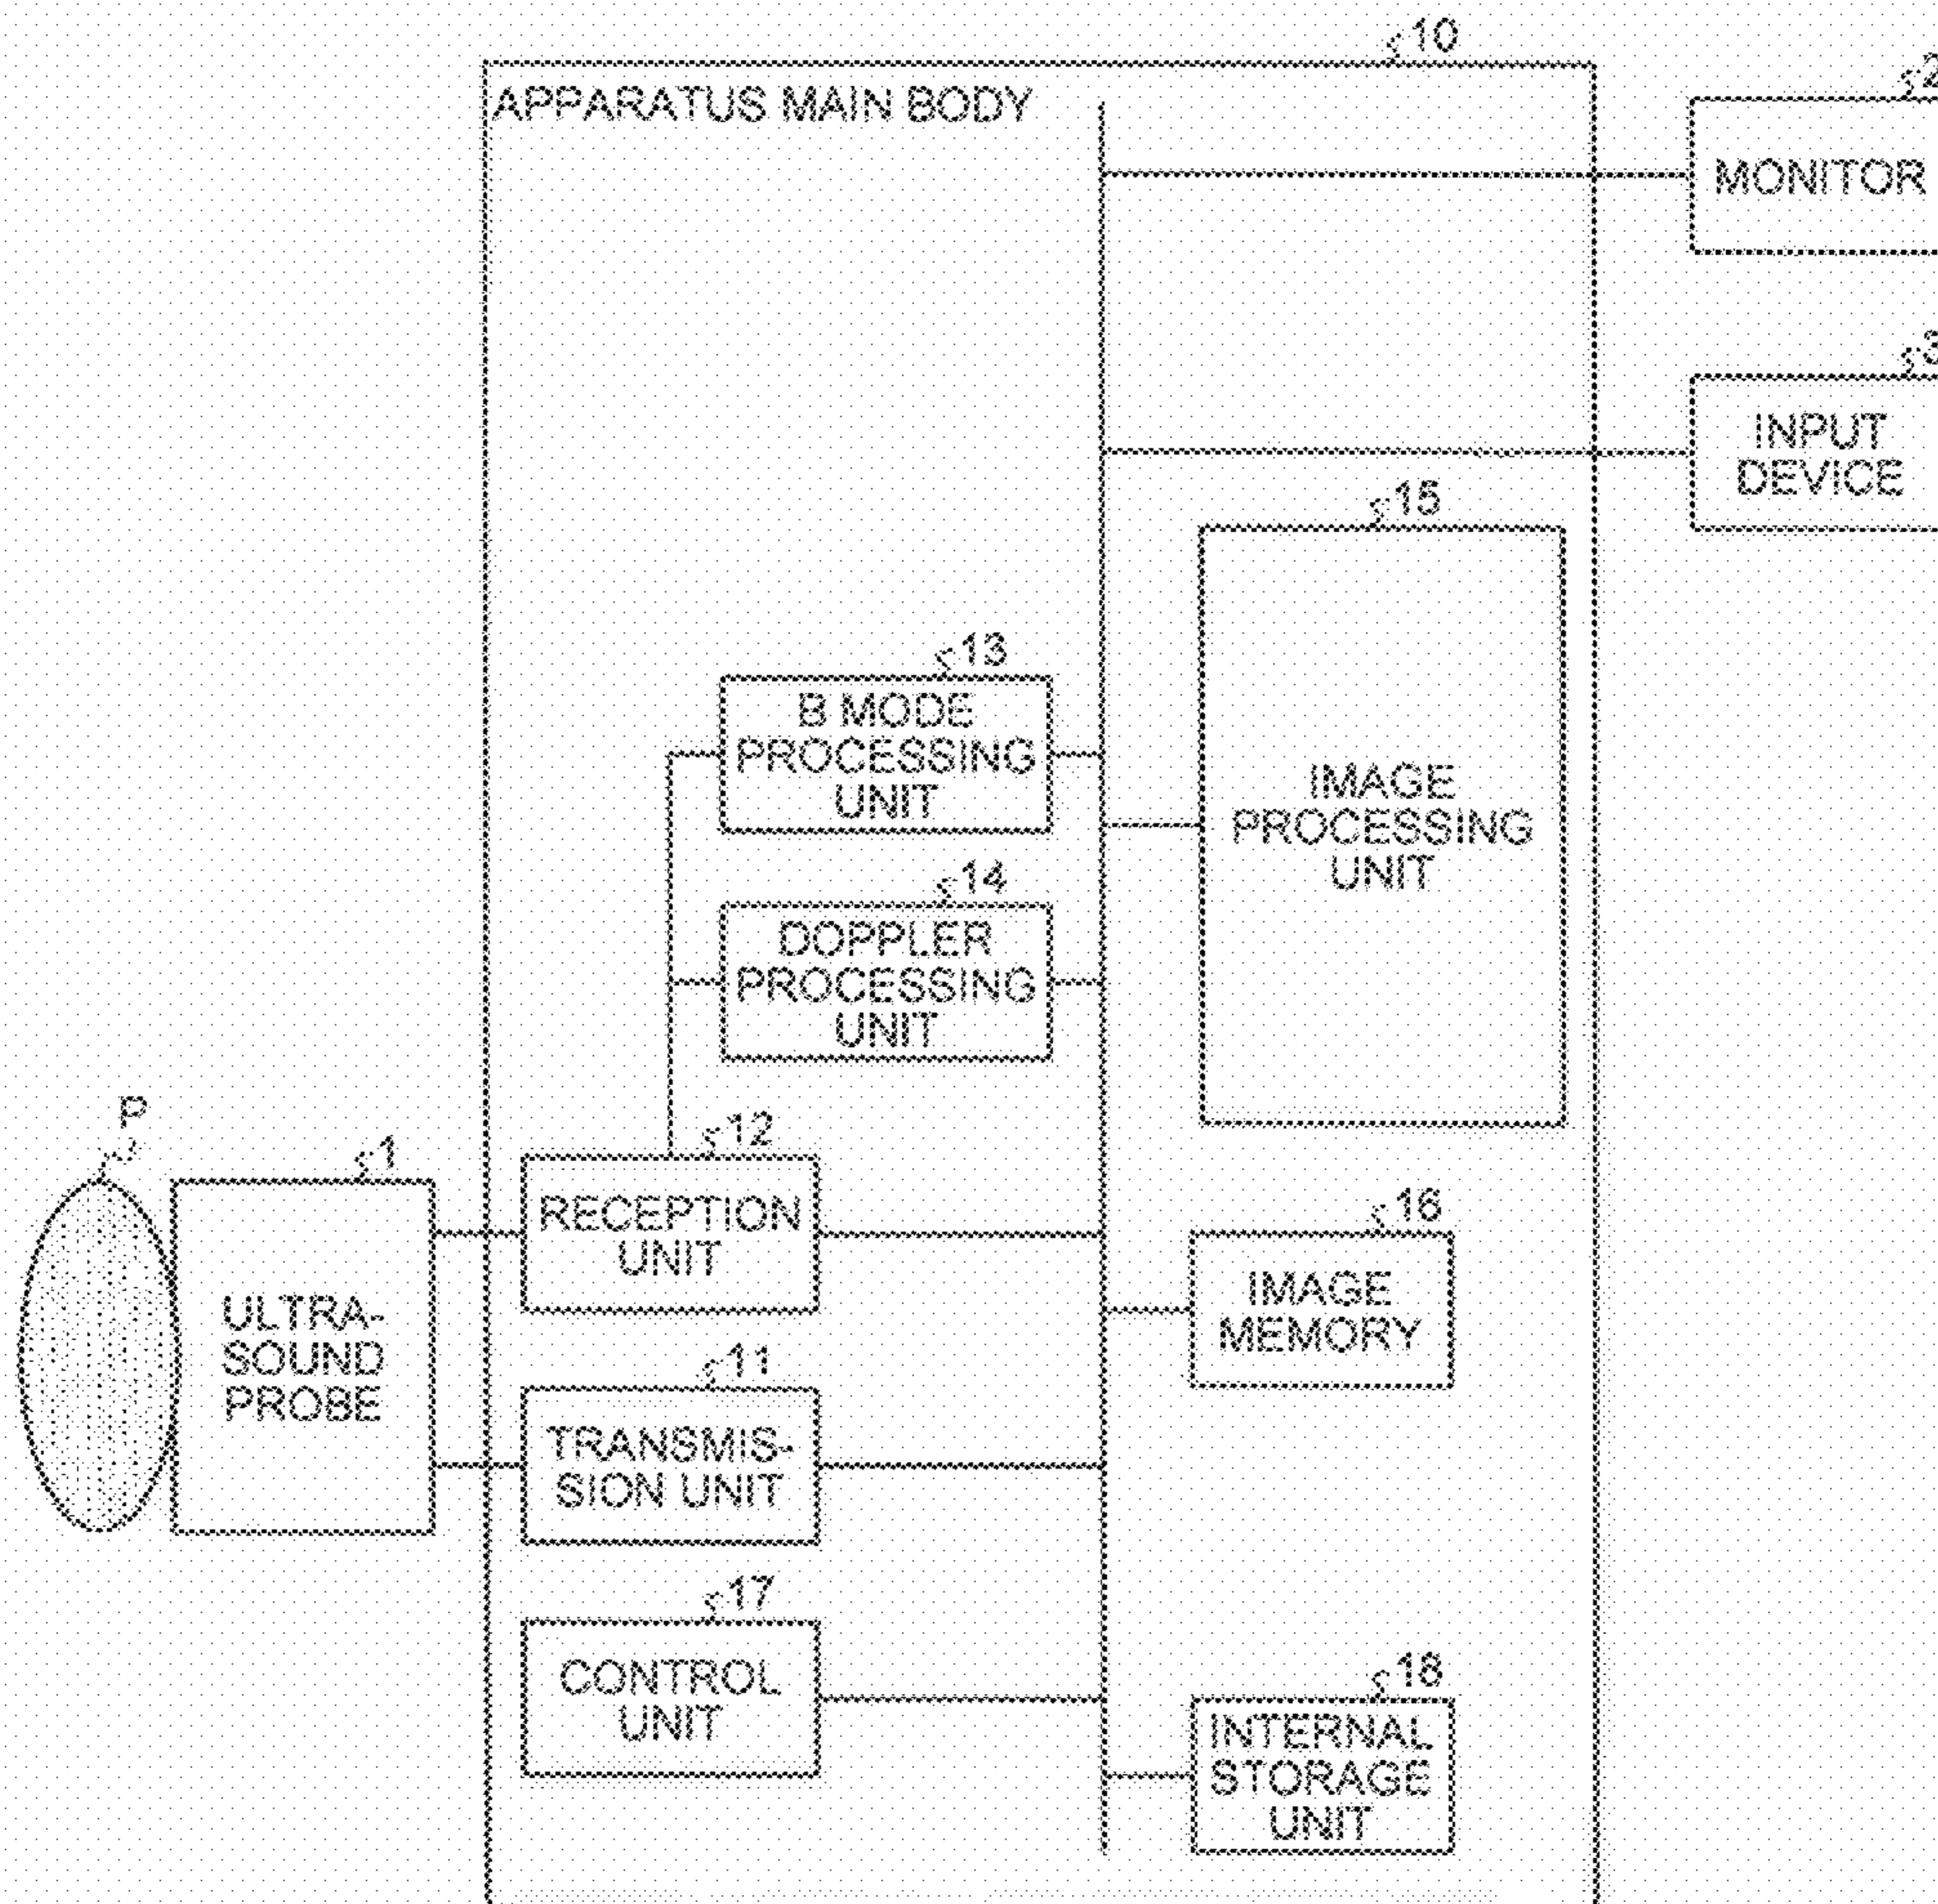 10
APPARATUS MAIN BODY
2
MONITOR
3
INPUT
DEVICE
15
IMAGE
PROCESSING
UNIT
13
B MODE
PROCESSING
UNIT
14
DOPPLER
PROCESSING
UNIT
P
1
ULTRA-
SOUND
PROBE
12
RECEPTION
UNIT
16
IMAGE
MEMORY
11
TRANSMIS-
SION UNIT
17
CONTROL
UNIT
18
INTERNAL
STORAGE
UNIT